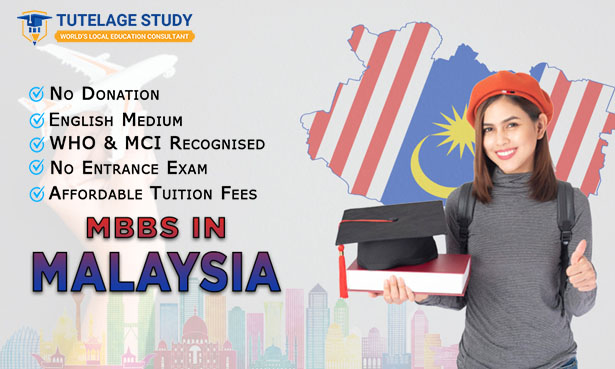 TUTELAGE STUDY
WORLD'S LOCAL EDUCATION CONSULTANT
No Donation
English Medium
WHO & MCI Recognised
No Entrance Exam
Affordable Tuition Fees
MBBS IN
MALAYSIA